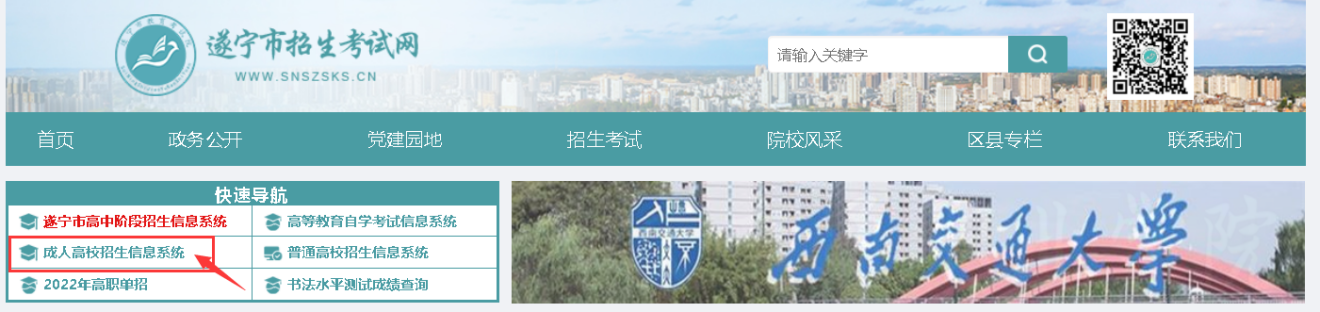 遂宁市招生考试网
WWW.SNSZSKS.CN
请输入关键字
首页 政务公开 党建园地 招生考试 院校风采 区县专栏 联系我们
快速导航
遂宁市高中阶段招生信息系统 高等教育自学考试信息系统
成人高校招生信息系统 普通高校招生信息系统
2022年高职单招 书法水平测试成绩查询
西南交通大学
西南交通大学